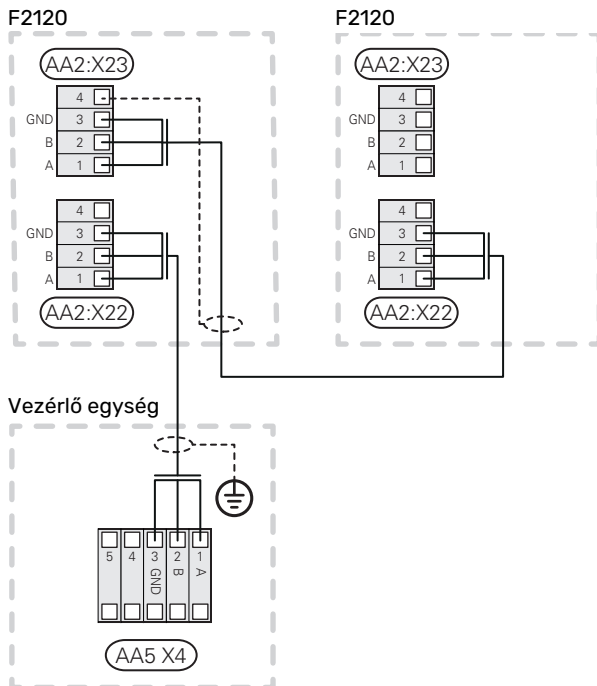 F2120
AA2:X23
4
GND 3
B 2
A 1
4
GND 3
B 2
A 1
AA2:X22
F2120
AA2:X23
4
GND 3
B 2
A 1
4
GND 3
B 2
A 1
AA2:X22
Vezérlő egység
5 4 3 2 1
GND B A
AA5 X4